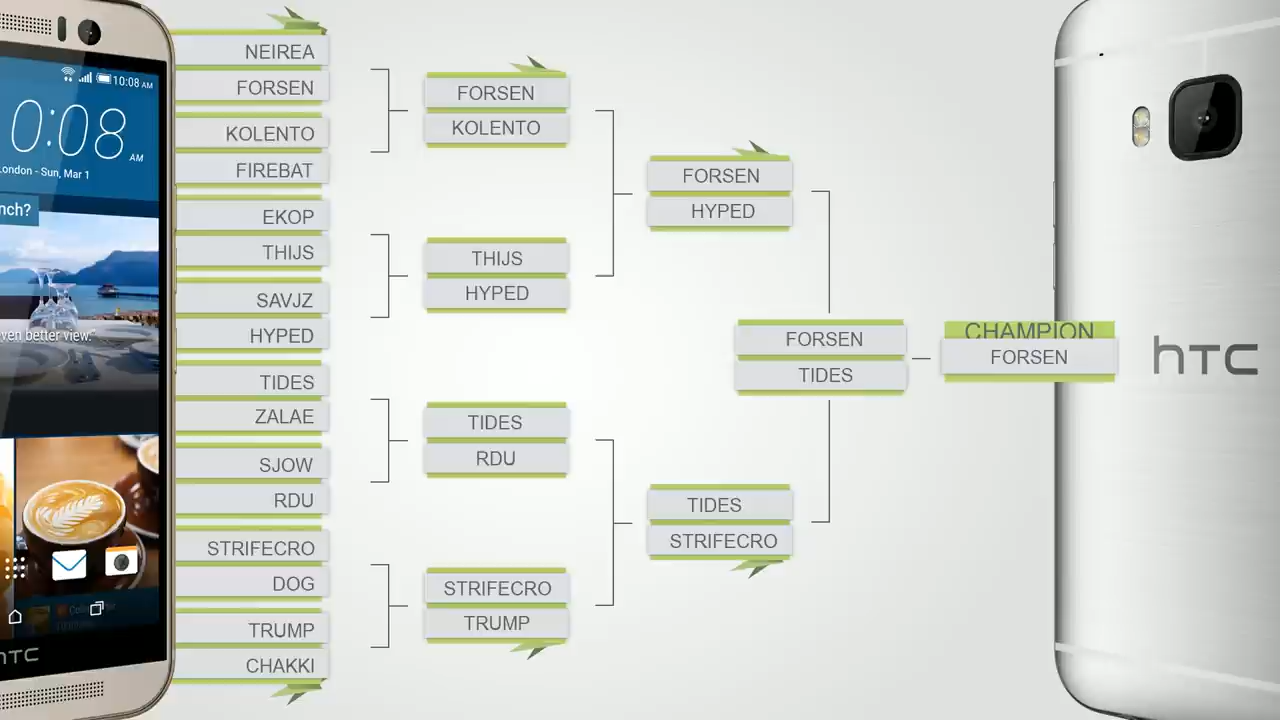 10:08 AM
0:08
AM
London - Sun, Mar 1
nch?
ven better view."
hTC
NEIREA
FORSEN
KOLENTO
FIREBAT
EKOP
THIJS
SAVJZ
HYPED
TIDES
ZALAE
SJOW
RDU
STRIFECRO
DOG
TRUMP
CHAKKI
FORSEN
KOLENTO
THIJS
HYPED
TIDES
RDU
STRIFECRO
TRUMP
FORSEN
HYPED
TIDES
STRIFECRO
FORSEN
TIDES
CHAMPION
FORSEN
hTC